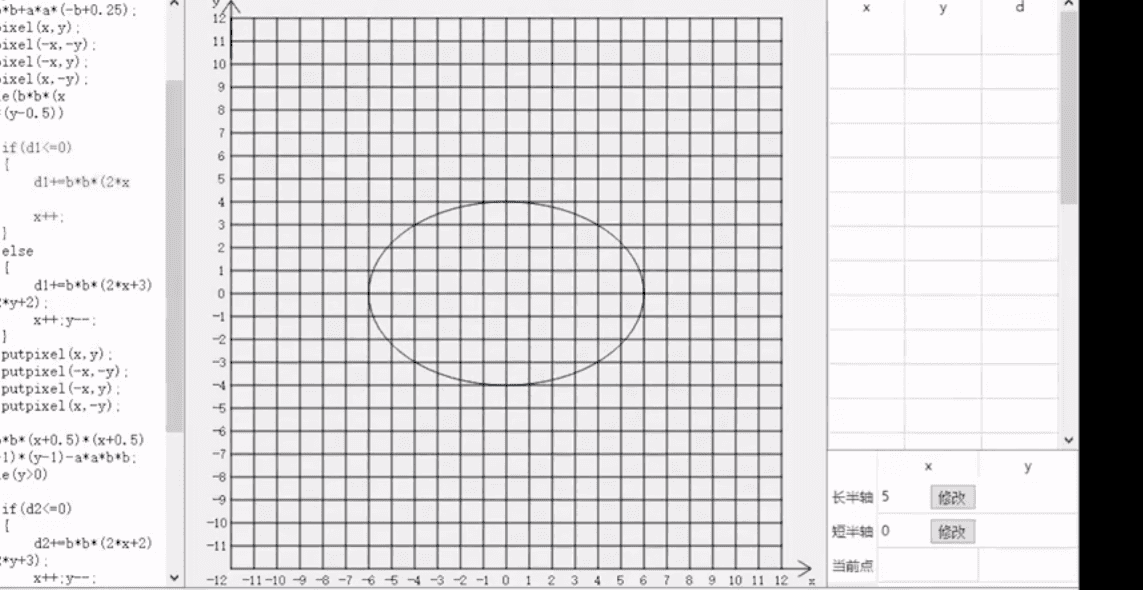 *b+a*a*(-b+0.25);
ixel(x,y);
ixel(-x,-y);
ixel(-x,y);
ixel(x,-y);
e(b*b*(x
(y-0.5))
if(d1<=0)
{
d1+=b*b*(2*x
x++;
}
else
{
d1+=b*b*(2*x+3)
*y+2);
x++;y--;
}
putpixel(x,y);
putpixel(-x,-y);
putpixel(-x,y);
putpixel(x,-y);
*b*(x+0.5)*(x+0.5)
1)*(y-1)-a*a*b*b;
e(y>0)
if(d2<=0)
{
d2+=b*b*(2*x+2)
*y+3);
x++;y--;
y
12
11
10
9
8
7
6
5
4
3
2
1
0
-1
-2
-3
-4
-5
-6
-7
-8
-9
-10
-11
-12 -11 -10 -9 -8 -7 -6 -5 -4 -3 -2 -1 0 1 2 3 4 5 6 7 8 9 10 11 12 x
x y d
x y
长半轴 5 修改
短半轴 0 修改
当前点